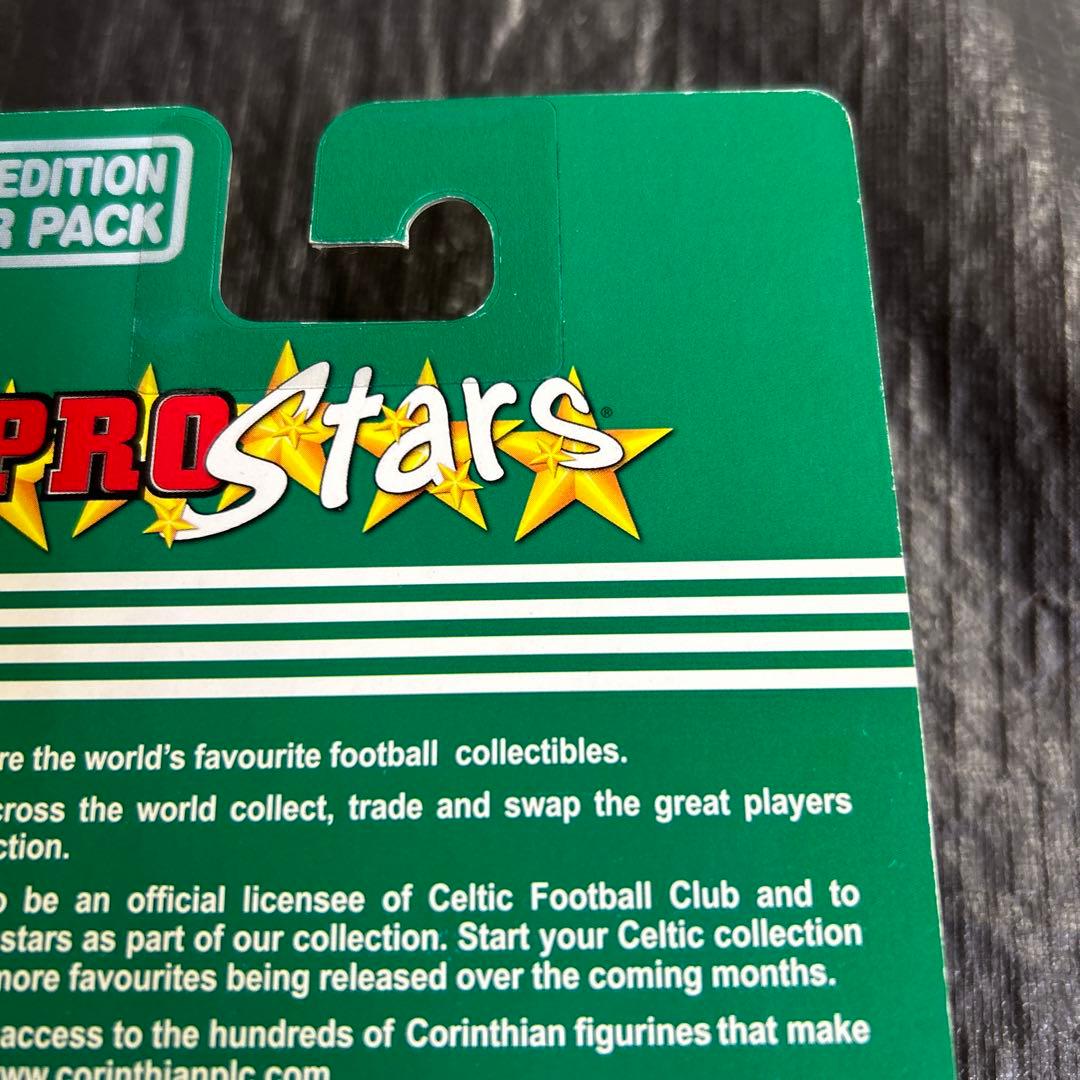 EDITION
R PACK
PROStars®
re the world's favourite football collectibles.
cross the world collect, trade and swap the great players
ction.
o be an official licensee of Celtic Football Club and to
stars as part of our collection. Start your Celtic collection
more favourites being released over the coming months.
access to the hundreds of Corinthian figurines that make
ww.corinthianplc.com